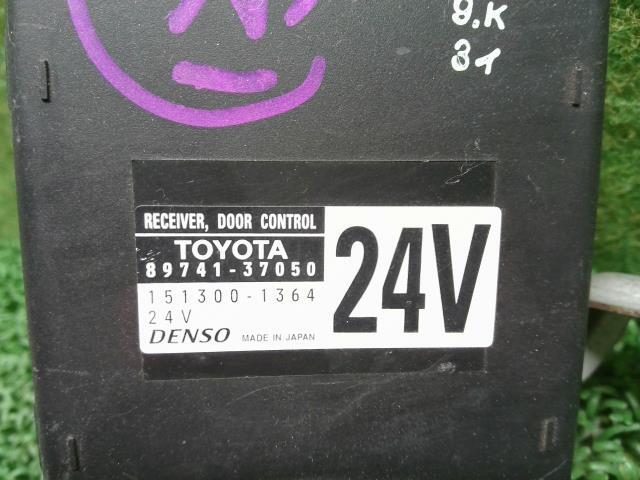 9.K
31
RECEIVER, DOOR CONTROL
TOYOTA
89741-37050
151300-1364
24V
DENSO MADE IN JAPAN
24V